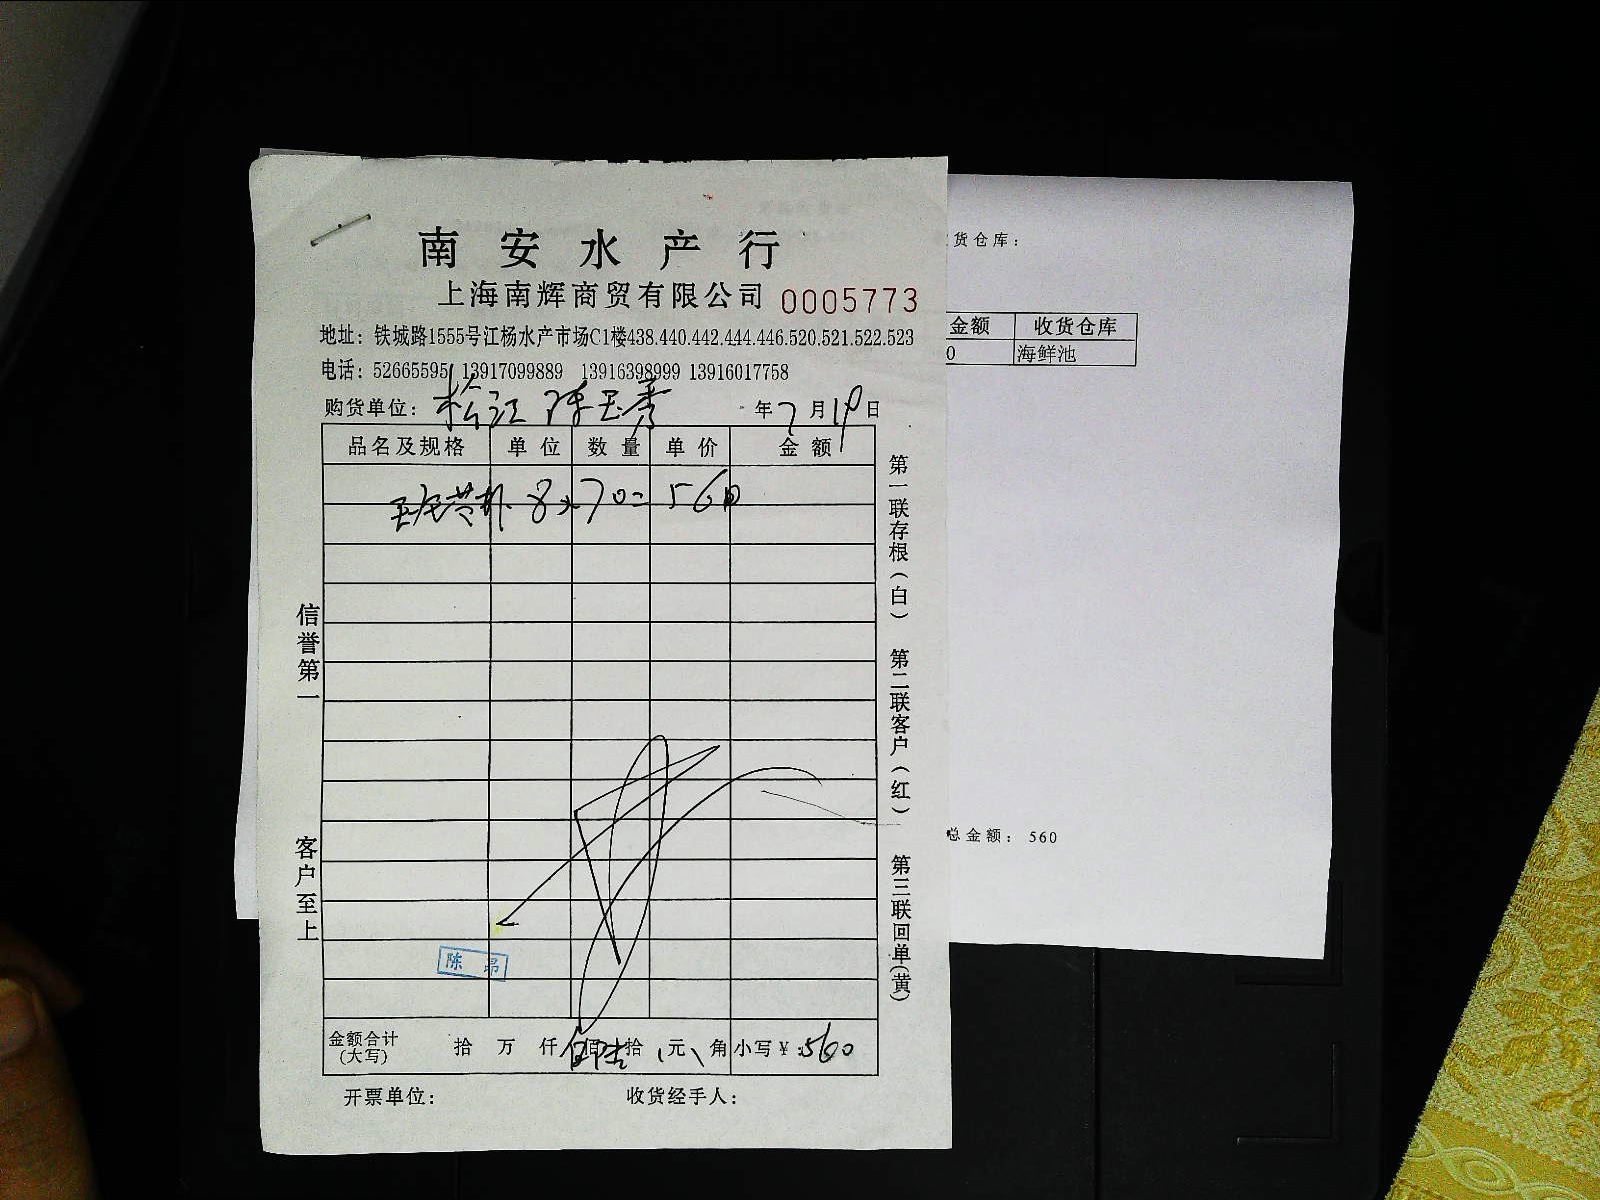 南安水产行
上海南辉商贸有限公司 0005773
地址：铁城路1555号江杨水产市场C1楼438.440.442.444.446.520.521.522.523
电话：52665595 13917099889 13916398999 13916017758
购货单位：松江 陈玉秀 年7月19日
品名及规格 单位 数量 单价 金额
8×70=560
信誉第一
客户至上
第一联存根（白）
第二联客户（红）
第三联回单（黄）
陈 昂
金额合计（大写） 拾 万 仟 佰 拾 元 角 小写￥：560
开票单位： 收货经手人：
货仓库：
金额 收货仓库
0 海鲜池
总金额：560